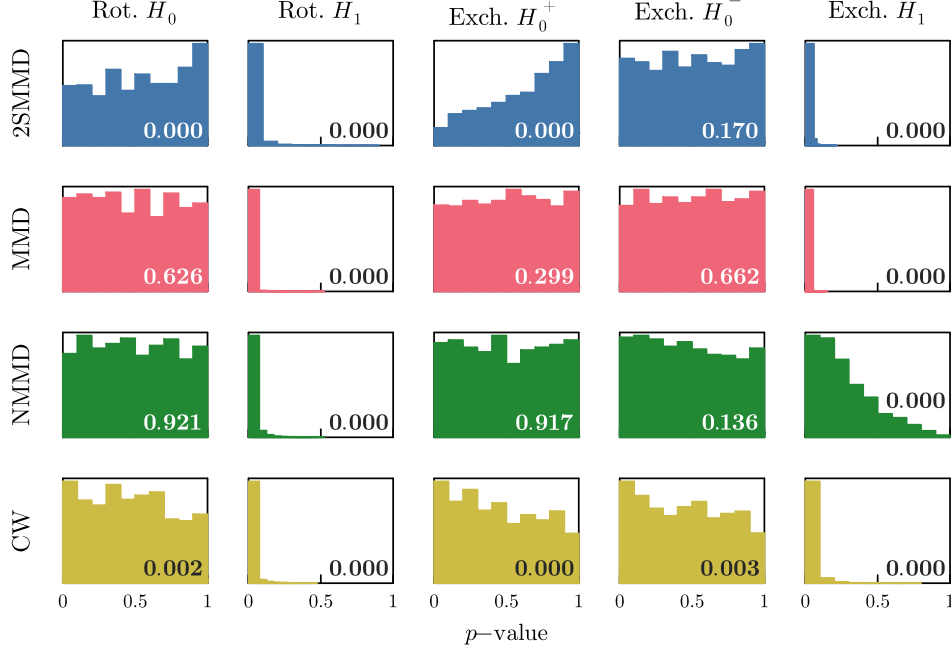 Rot. H₀ Rot. H₁ Exch. H₀⁺ Exch. H₀⁻ Exch. H₁
2SMMD 0.000 0.000 0.000 0.170 0.000
MMD 0.626 0.000 0.299 0.662 0.000
NMMD 0.921 0.000 0.917 0.136 0.000
CW 0.002 0.000 0.000 0.003 0.000
0 0.5 1 0 0.5 1 0 0.5 1 0 0.5 1 0 0.5 1
p−value